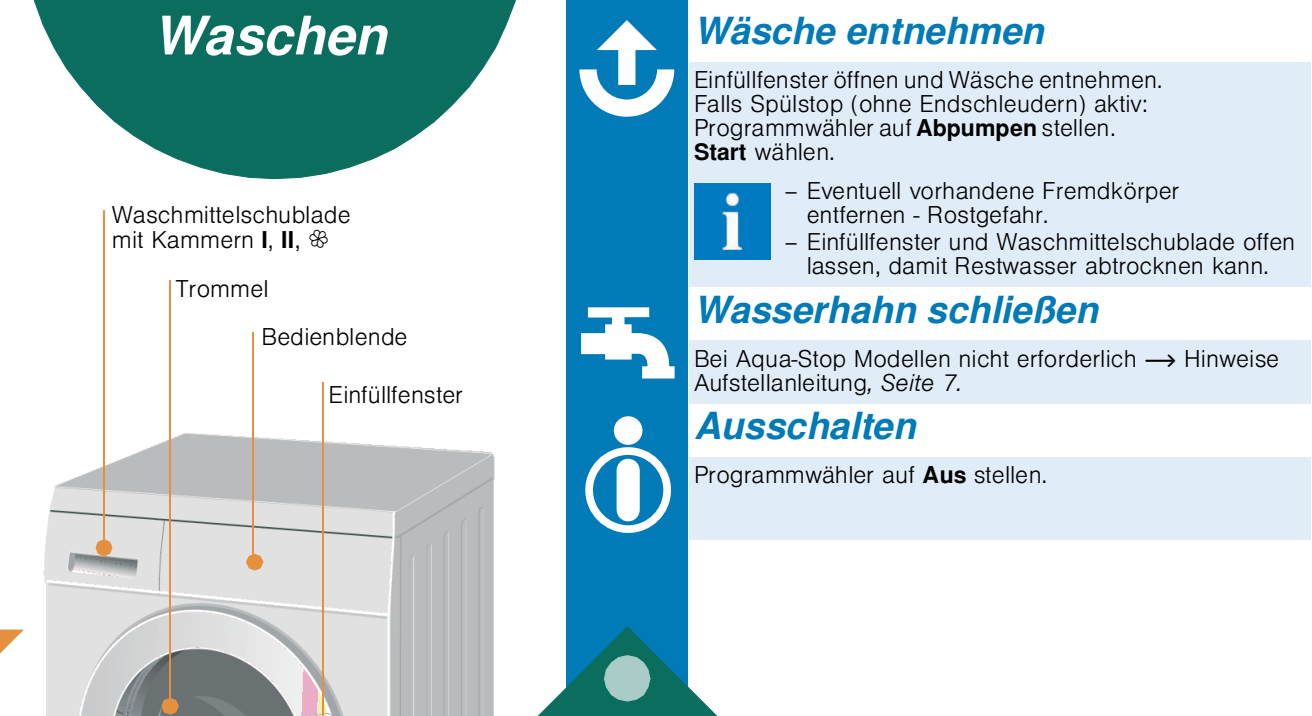 Waschen
Waschmittelschublade
mit Kammern I, II, ֍
Trommel
Bedienblende
Einfüllfenster
Wäsche entnehmen
Einfüllfenster öffnen und Wäsche entnehmen.
Falls Spülstop (ohne Endschleudern) aktiv:
Programmwähler auf Abpumpen stellen.
Start wählen.
– Eventuell vorhandene Fremdkörper
entfernen - Rostgefahr.
– Einfüllfenster und Waschmittelschublade offen
lassen, damit Restwasser abtrocknen kann.
Wasserhahn schließen
Bei Aqua-Stop Modellen nicht erforderlich ⟶ Hinweise
Aufstellanleitung, Seite 7.
Ausschalten
Programmwähler auf Aus stellen.